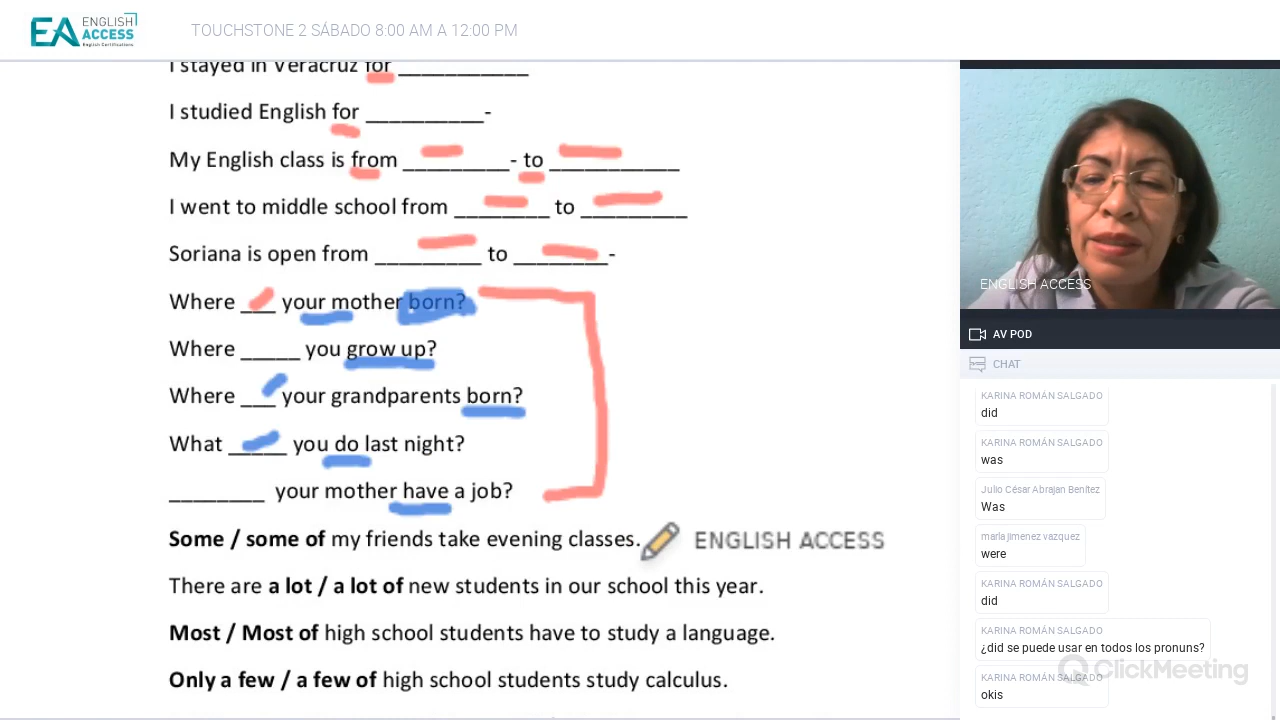 EA ENGLISH ACCESS
English Certifications
TOUCHSTONE 2 SÁBADO 8:00 AM A 12:00 PM
I stayed in Veracruz for ___________
I studied English for __________-
My English class is from _________- to ___________
I went to middle school from ________ to _________
Soriana is open from _________ to ________-
Where ___ your mother born?
Where _____ you grow up?
Where ___ your grandparents born?
What _____ you do last night?
________ your mother have a job?
Some / some of my friends take evening classes.
ENGLISH ACCESS
There are a lot / a lot of new students in our school this year.
Most / Most of high school students have to study a language.
Only a few / a few of high school students study calculus.
ENGLISH ACCESS
AV POD
CHAT
KARINA ROMÁN SALGADO
did
KARINA ROMÁN SALGADO
was
Julio César Abrajan Benítez
Was
marla jimenez vazquez
were
KARINA ROMÁN SALGADO
did
KARINA ROMÁN SALGADO
¿did se puede usar en todos los pronuns?
KARINA ROMÁN SALGADO
okis
ClickMeeting